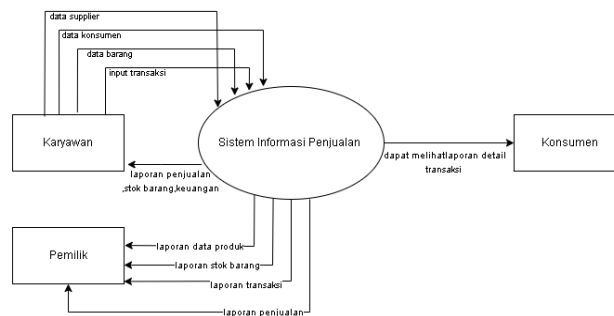 data supplier
data konsumen
data barang
input transaksi
Karyawan
Sistem Informasi Penjualan
Konsumen
dapat melihatlaporan detail
transaksi
laporan penjualan
,stok barang,keuangan
Pemilik
laporan data produk
laporan stok barang
laporan transaksi
laporan penjualan